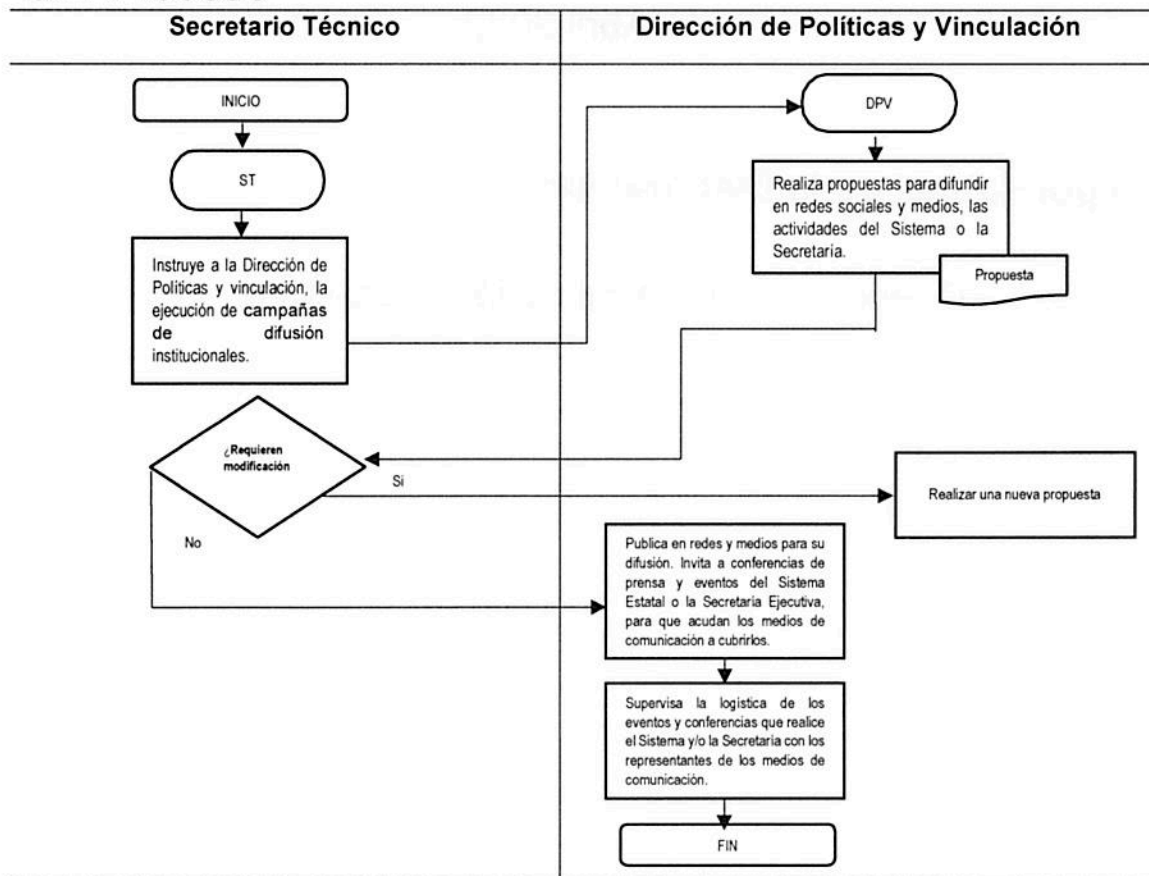 Secretario Técnico
Dirección de Políticas y Vinculación
INICIO
ST
Instruye a la Dirección de
Políticas y vinculación, la
ejecución de campañas
de difusión
institucionales.
DPV
Realiza propuestas para difundir
en redes sociales y medios, las
actividades del Sistema o la
Secretaría.
Propuesta
¿Requieren
modificación
Si
Realizar una nueva propuesta
No
Publica en redes y medios para su
difusión. Invita a conferencias de
prensa y eventos del Sistema
Estatal o la Secretaría Ejecutiva,
para que acudan los medios de
comunicación a cubrirlos.
Supervisa la logística de los
eventos y conferencias que realice
el Sistema y/o la Secretaria con los
representantes de los medios de
comunicación.
FIN